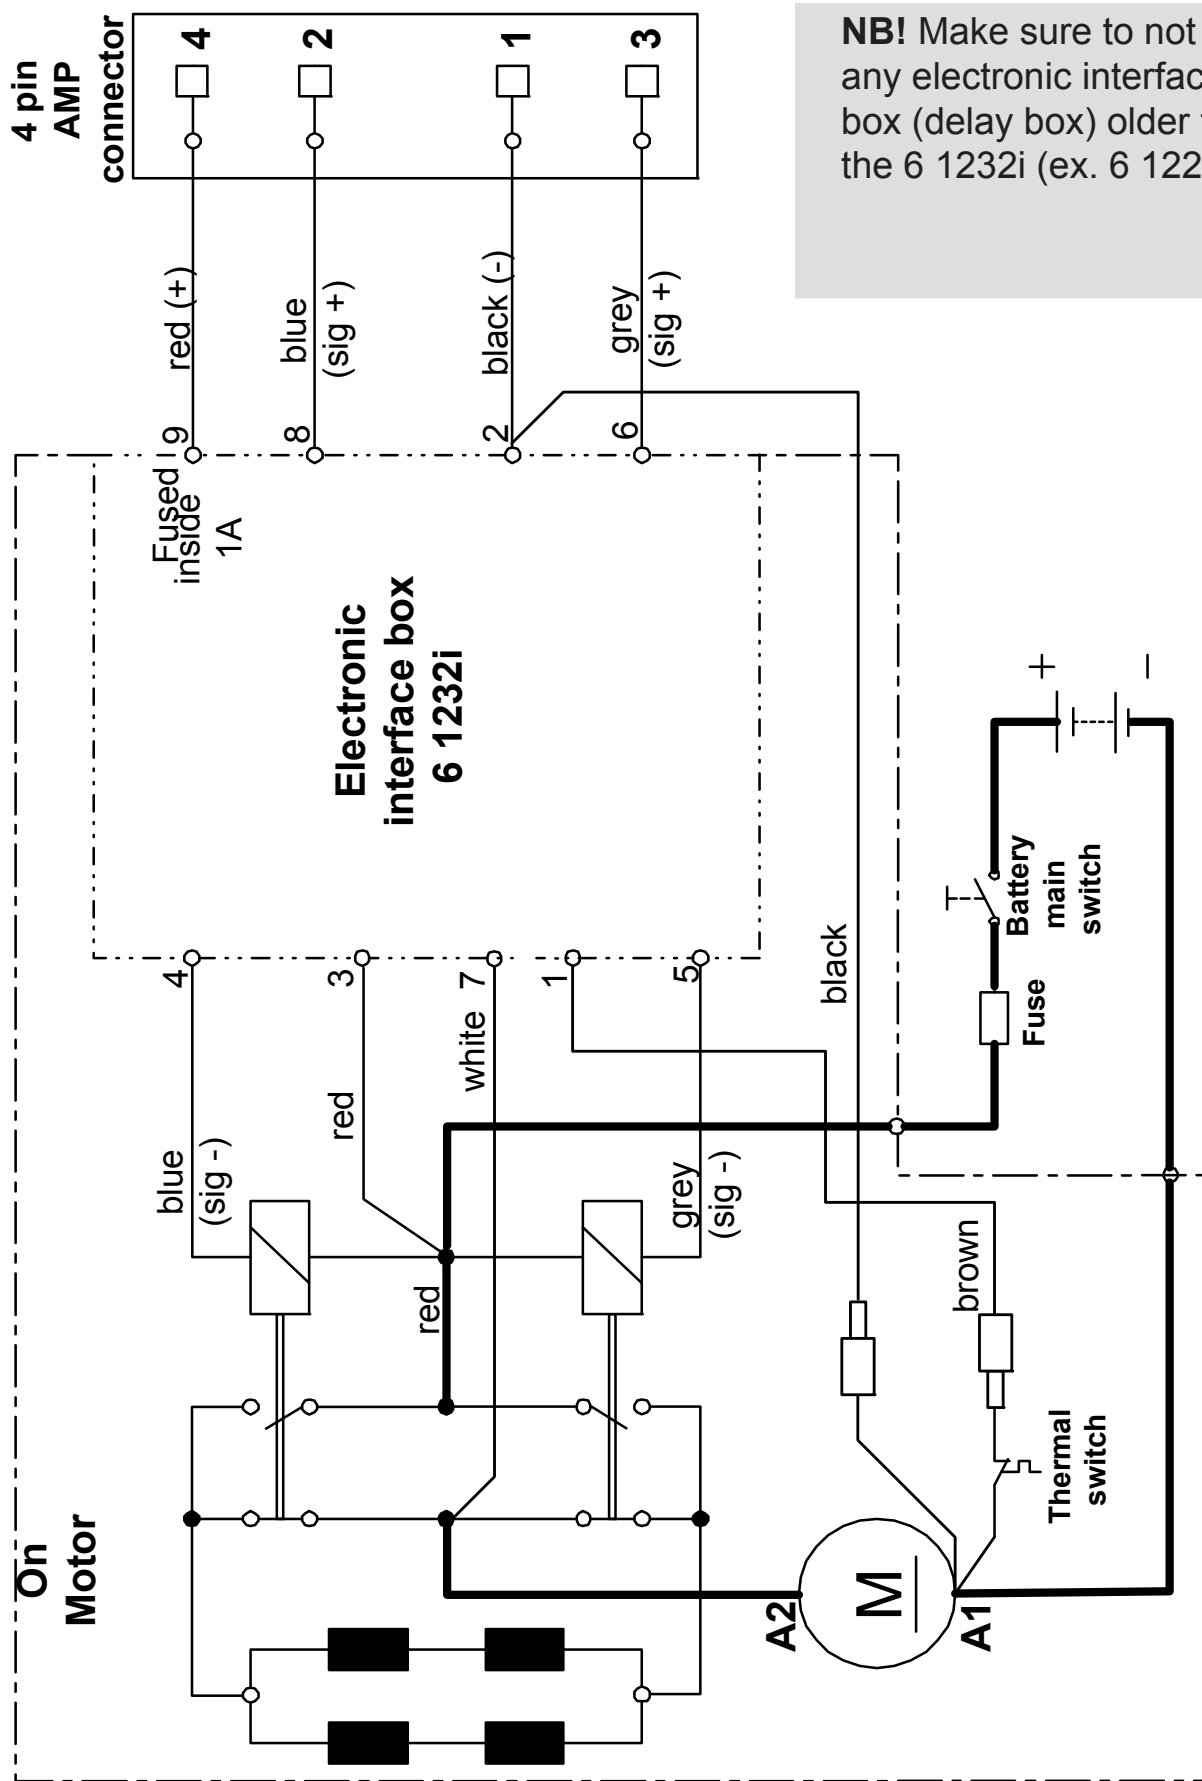 4 pin
AMP
connector
4
2
1
3
NB! Make sure to not
any electronic
box (delay box) older
the 6 1232i (ex. 6
red (+)
blue
(sig +)
black (-)
grey
(sig +)
9
8
2
6
Fused
inside
1A
Electronic
interface box
6 1232i
+
-
Battery
main
switch
Fuse
black
4
3
white 7
1
5
blue
(sig -)
red
grey
(sig -)
red
brown
Thermal
switch
On
Motor
A2
M
A1